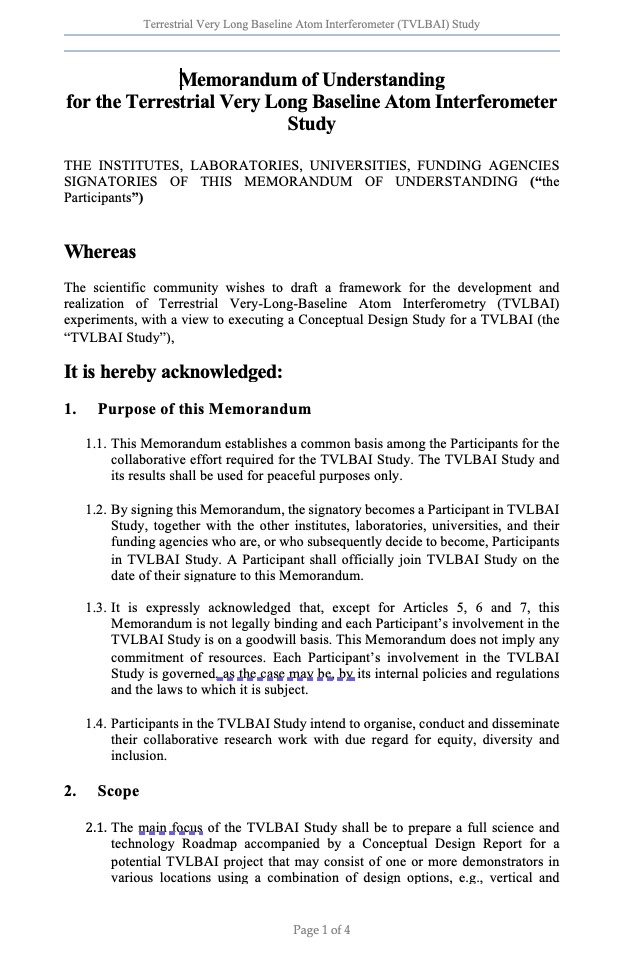 Terrestrial Very Long Baseline Atom Interferometer (TVLBAI) Study
Memorandum of Understanding
for the Terrestrial Very Long Baseline Atom Interferometer
Study
THE INSTITUTES, LABORATORIES, UNIVERSITIES, FUNDING AGENCIES
SIGNATORIES OF THIS MEMORANDUM OF UNDERSTANDING (“the
Participants”)
Whereas
The scientific community wishes to draft a framework for the development and
realization of Terrestrial Very-Long-Baseline Atom Interferometry (TVLBAI)
experiments, with a view to executing a Conceptual Design Study for a TVLBAI (the
“TVLBAI Study”),
It is hereby acknowledged:
1. Purpose of this Memorandum
1.1. This Memorandum establishes a common basis among the Participants for the
collaborative effort required for the TVLBAI Study. The TVLBAI Study and
its results shall be used for peaceful purposes only.
1.2. By signing this Memorandum, the signatory becomes a Participant in TVLBAI
Study, together with the other institutes, laboratories, universities, and their
funding agencies who are, or who subsequently decide to become, Participants
in TVLBAI Study. A Participant shall officially join TVLBAI Study on the
date of their signature to this Memorandum.
1.3. It is expressly acknowledged that, except for Articles 5, 6 and 7, this
Memorandum is not legally binding and each Participant’s involvement in the
TVLBAI Study is on a goodwill basis. This Memorandum does not imply any
commitment of resources. Each Participant’s involvement in the TVLBAI
Study is governed, as the case may be, by its internal policies and regulations
and the laws to which it is subject.
1.4. Participants in the TVLBAI Study intend to organise, conduct and disseminate
their collaborative research work with due regard for equity, diversity and
inclusion.
2. Scope
2.1. The main focus of the TVLBAI Study shall be to prepare a full science and
technology Roadmap accompanied by a Conceptual Design Report for a
potential TVLBAI project that may consist of one or more demonstrators in
various locations using a combination of design options, e.g., vertical and
Page 1 of 4